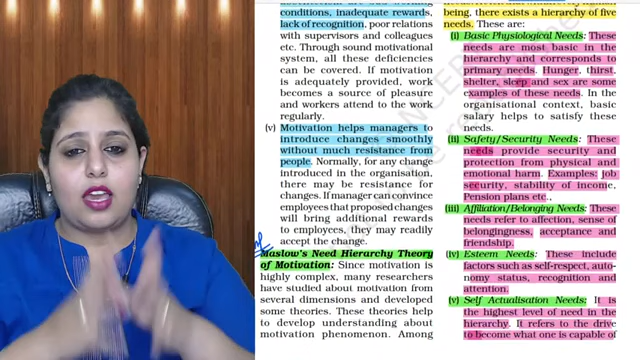 conditions, inadequate rewards,
lack of recognition, poor relations
with supervisors and colleagues
etc. Through sound motivational
system, all these deficiencies
can be covered. If motivation
is adequately provided, work
becomes a source of pleasure and
workers attend to the work
regularly.
(v) Motivation helps managers to
introduce changes smoothly
without much resistance from
people. Normally, for any change
introduced in the organisation,
there may be resistance for
changes. If manager can convince
employees that proposed changes
will bring additional rewards
to employees, they may readily
accept the change.
Maslow's Need Hierarchy Theory
of Motivation: Since motivation is
highly complex, many researchers
have studied about motivation from
several dimensions and developed
some theories. These theories help
to develop understanding about
motivation phenomenon. Among
being, there exists a hierarchy of five
needs. These are:
(i) Basic Physiological Needs: These
needs are most basic in the
hierarchy and corresponds to
primary needs. Hunger, thirst,
shelter, sleep and sex are some
examples of these needs. In the
organisational context, basic
salary helps to satisfy these
needs.
(ii) Safety/Security Needs: These
needs provide security and
protection from physical and
emotional harm. Examples: job
security, stability of income,
Pension plans etc.,
(iii) Affiliation/Belonging Needs: These
needs refer to affection, sense of
belongingness, acceptance and
friendship.
(iv) Esteem Needs: These include
factors such as self-respect, auto-
nomy status, recognition and
attention.
(v) Self Actualisation Needs: It is
the highest level of need in the
hierarchy. It refers to the drive
to become what one is capable of